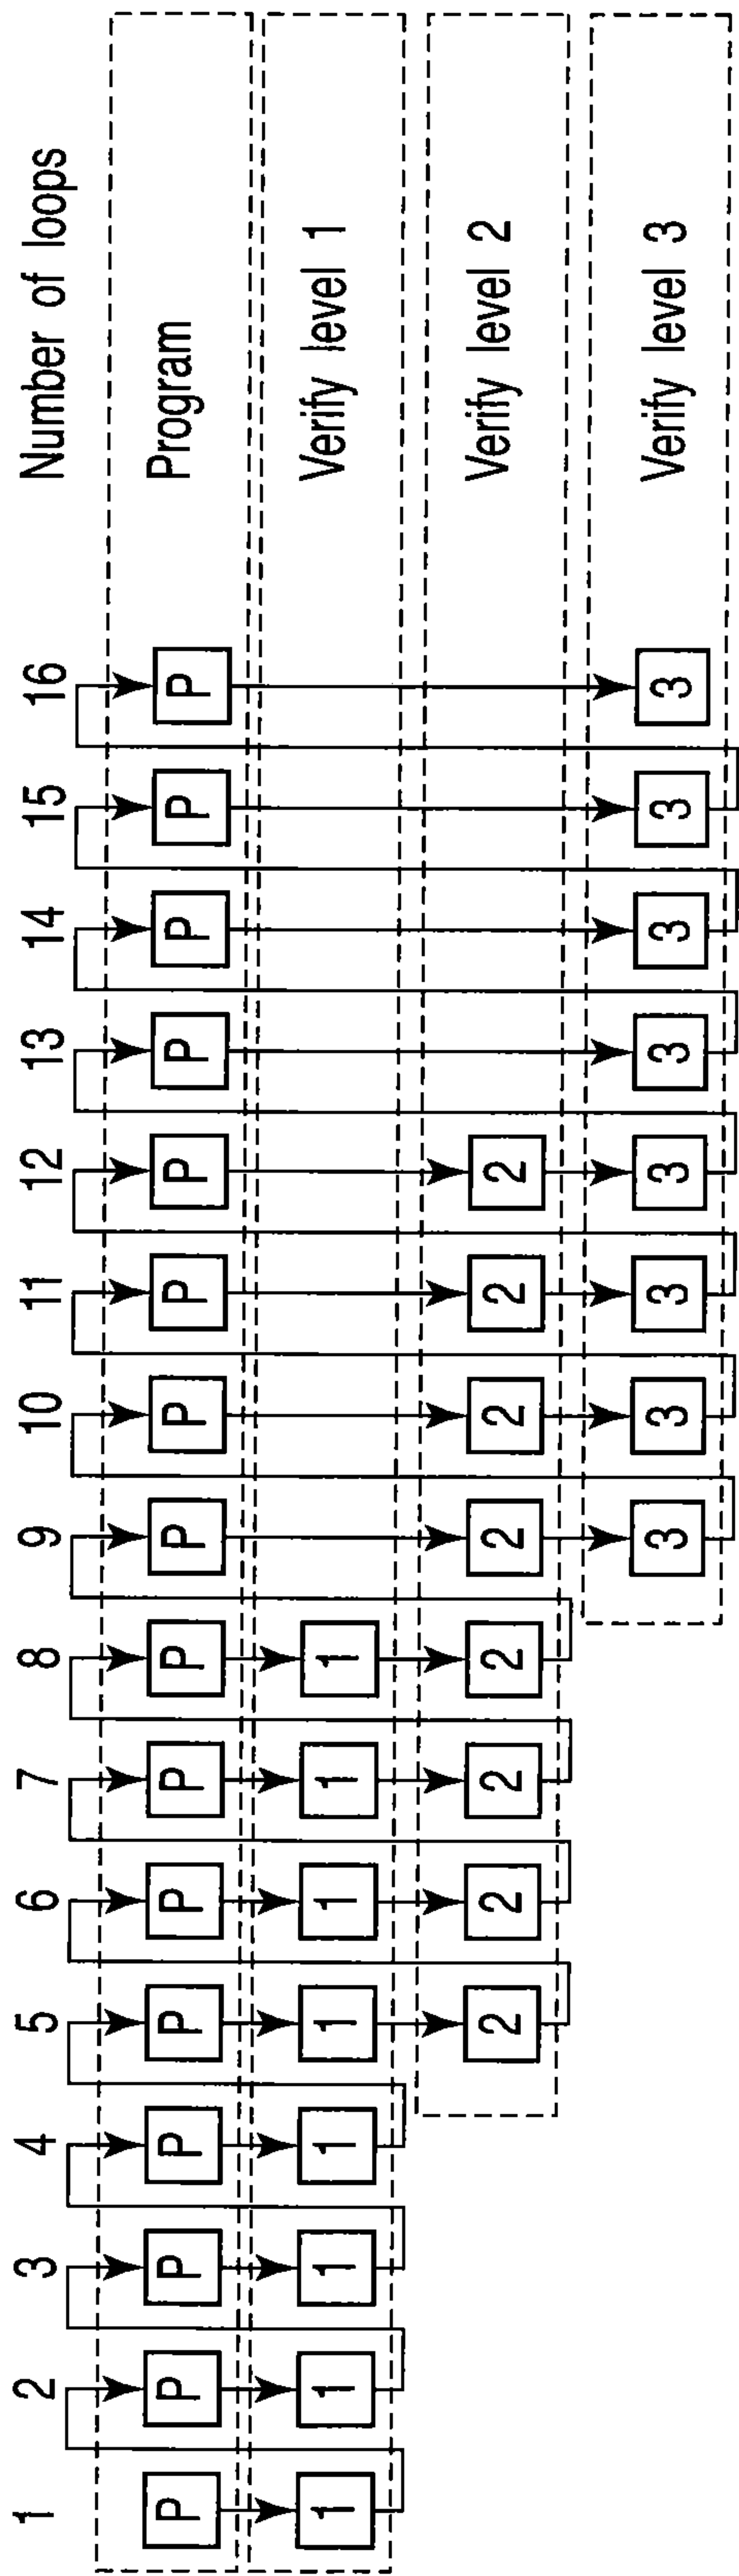 1 2 3 4 5 6 7 8 9 10 11 12 13 14 15 16 Number of loops
P P P P P P P P P P P P P P P P Program
1 1 1 1 1 1 1 1 Verify level 1
2 2 2 2 2 2 2 2 Verify level 2
3 3 3 3 3 3 3 3 Verify level 3